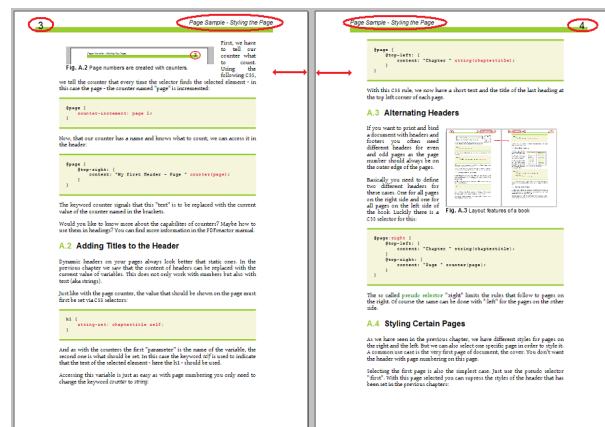 3
Page Sample - Styling the Page
First, we have
to tell our
counter what
to count.
Using the
following CSS,
Fig. A.2 Page numbers are created with counters.
we tell the counter that every time the selector finds the selected element - in
this case the page - the counter named "page" is incremented:
@page {
counter-increment: page 1;
}
Now, that our counter has a name and knows what to count, we can access it in
the header:
@page {
@top-right: {
content: "My first Header - Page " counter(page);
}
The keyword counter signals that this "text" is to be replaced with the current
value of the counter named in the brackets.
Would you like to know more about the capabilities of counters? Maybe how to
use them in headings? You can find more information in the PDFreactor manual.
A.2 Adding Titles to the Header
Dynamic headers on your pages always look better that static ones. In the
previous chapter we saw that the content of headers can be replaced with the
current value of variables. This does not only work with numbers but also with
text (aka strings).
Just like with the page counter, the value that should be shown on the page must
first be set via CSS selectors:
h1 {
string-set: chaptertitle self;
}
And as with the counters the first "parameter" is the name of the variable, the
second one is what should be set. In this case the keyword self is used to indicate
that the text of the selected element - here the h1 - should be used.
Accessing this variable is just as easy as with page numbering you only need to
change the keyword counter to string:
Page Sample - Styling the Page
4
@page {
@top-left: {
content: "Chapter " string(chaptertitle);
}
With this CSS rule, we now have a short text and the title of the last heading at
the top left corner of each page.
A.3 Alternating Headers
If you want to print and bind
a document with headers and
footers you often need
different headers for even
and odd pages as the page
number should always be on
the outer edge of the pages.
Basically you need to define
two different headers for
these cases. One for all pages
on the right side and one for
all pages on the left side of
the book. Luckily there is a
CSS selector for this:
Fig. A.3 Layout features of a book
@page:right {
@top-left: {
content: "Chapter " string(chaptertitle);
}
@top-right: {
content: "Page " counter(page);
}
The so called pseudo selector "right" limits the rules that follow to pages on
the right. Of course the same can be done with "left" for the pages on the other
side.
A.4 Styling Certain Pages
As we have seen in the previous chapter, we have different styles for pages on
the right and the left. But we can also select one specific page in order to style it.
A common use case is the very first page of document, the cover. You don't want
the header with page numbering on this page.
Selecting the first page is also the simplest case. Just use the pseudo selector
"first". With this page selected you can supress the styles of the header that has
been set in the previous chapters: